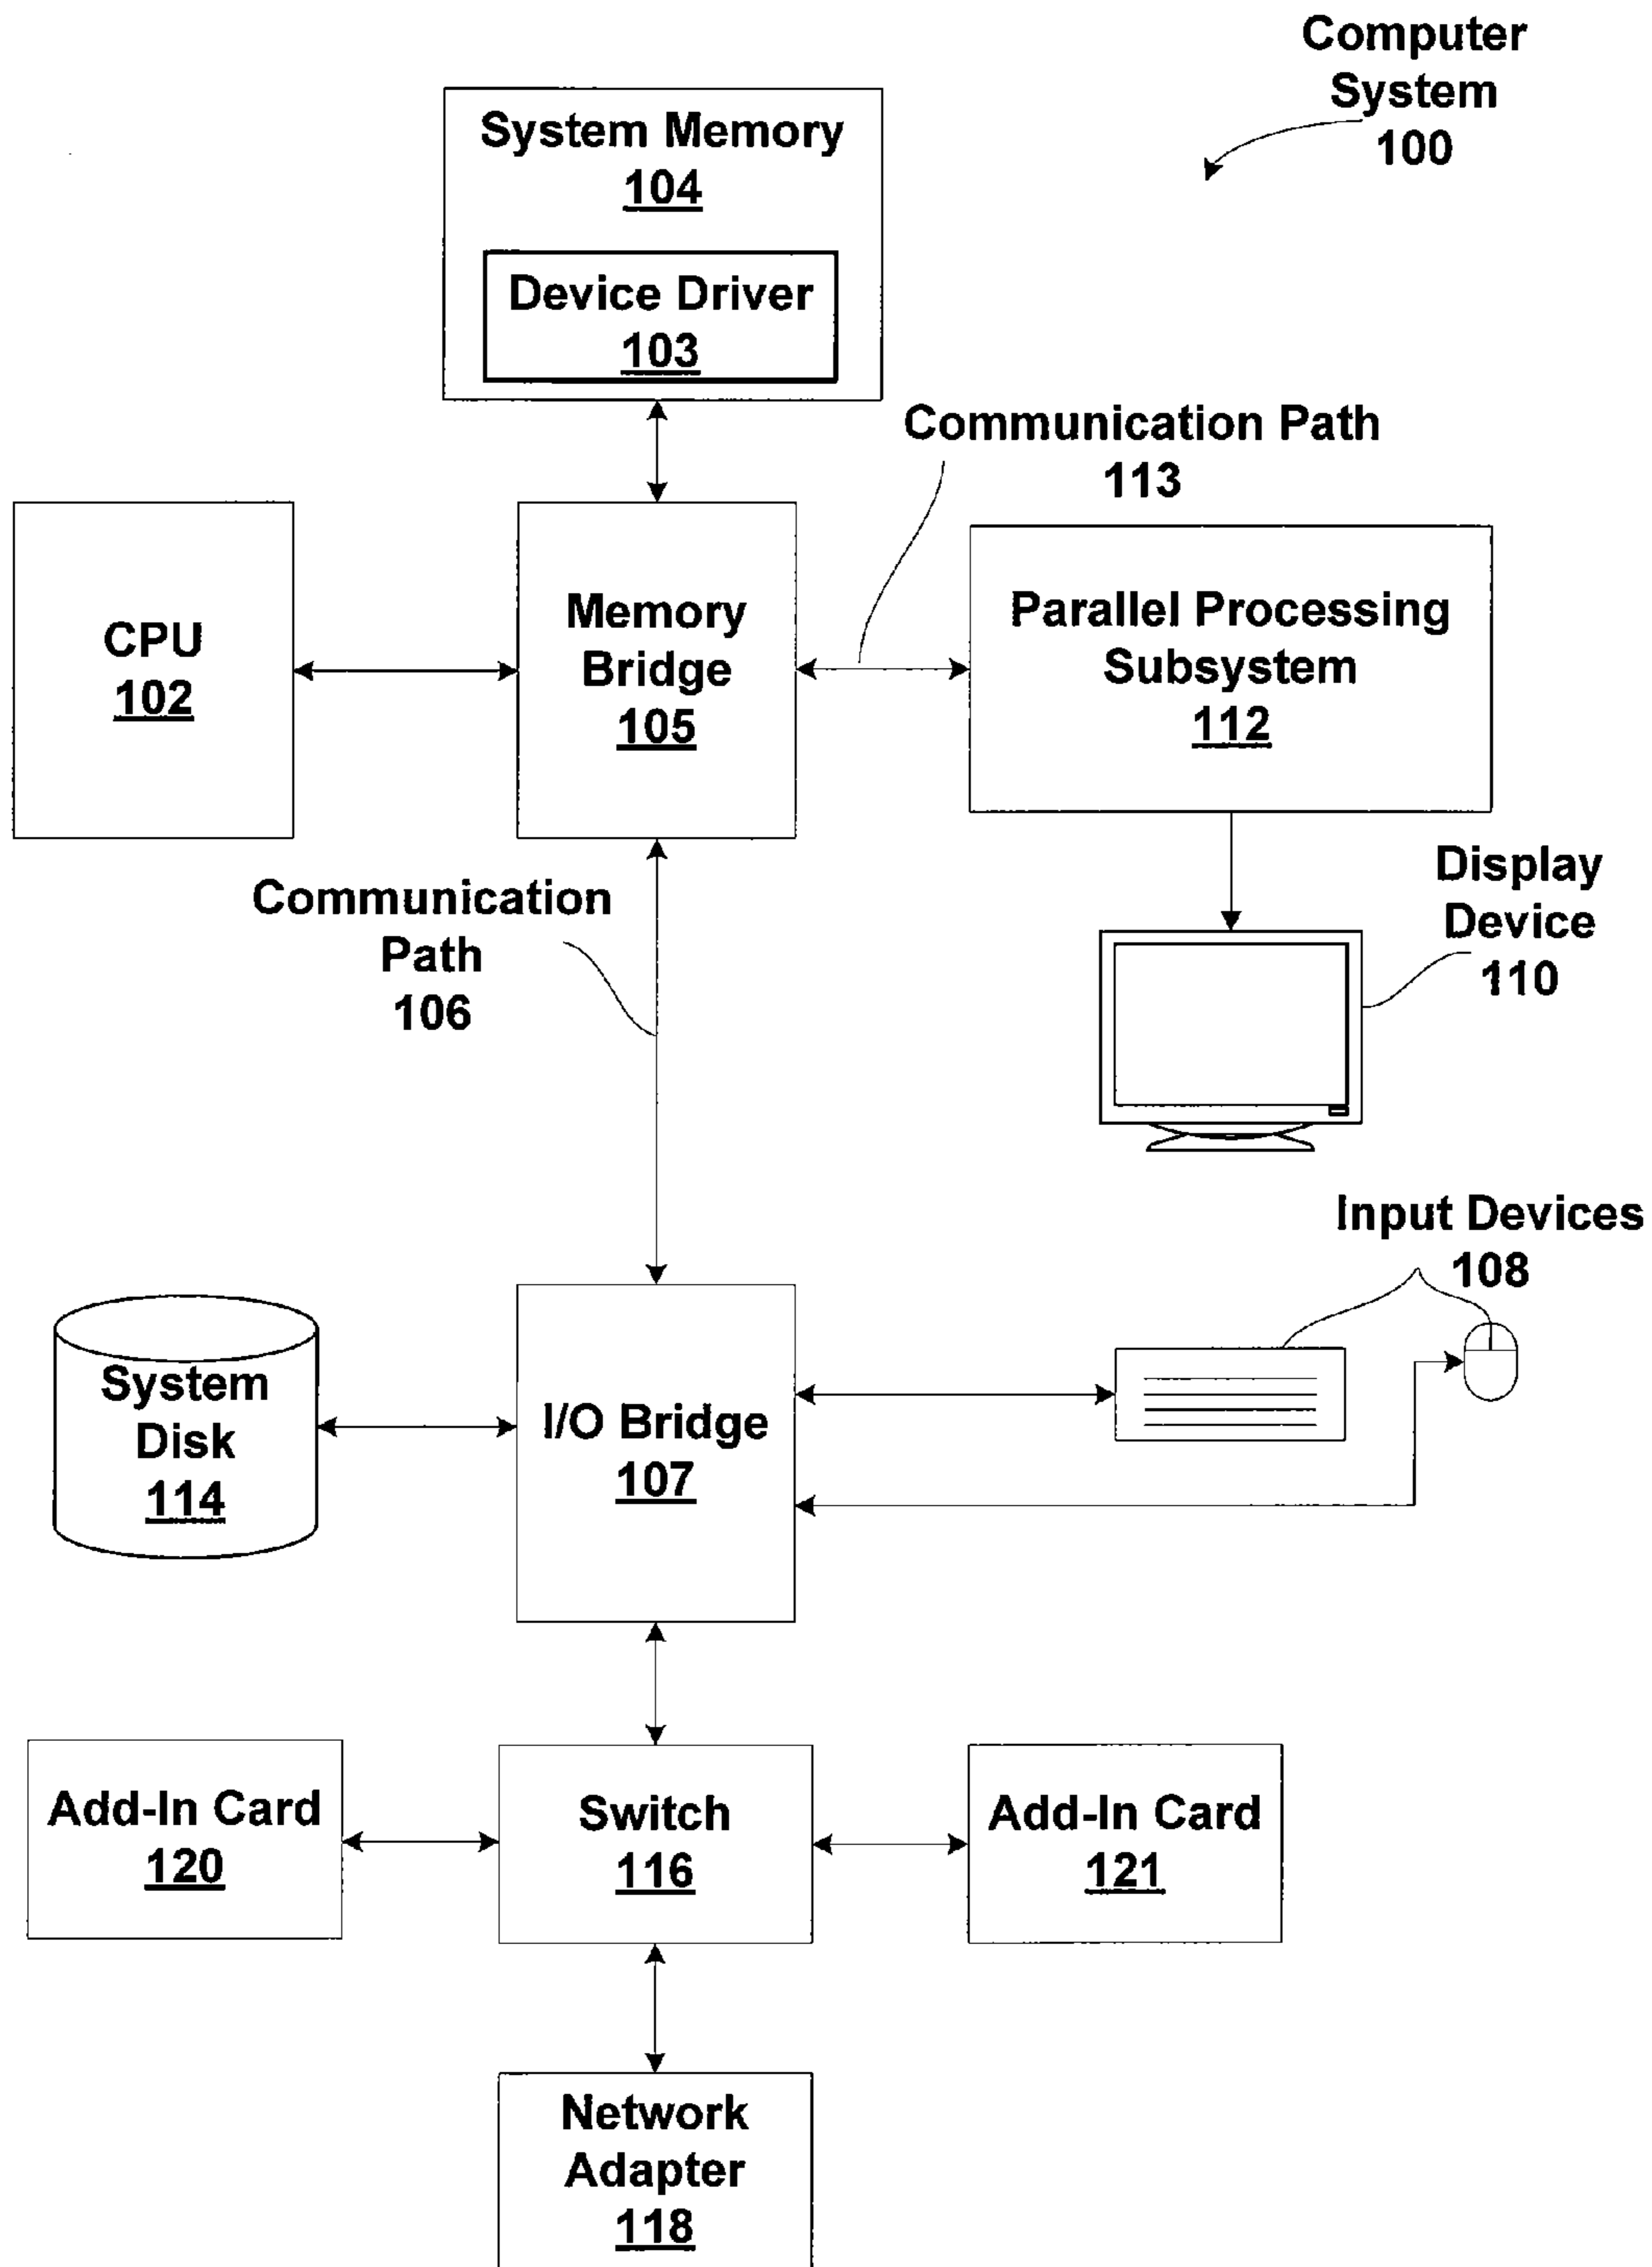 Computer
System
100
System Memory
104
Device Driver
103
Communication Path
113
CPU
102
Memory
Bridge
105
Parallel Processing
Subsystem
112
Communication
Path
106
Display
Device
110
Input Devices
108
System
Disk
114
I/O Bridge
107
Add-In Card
120
Switch
116
Add-In Card
121
Network
Adapter
118